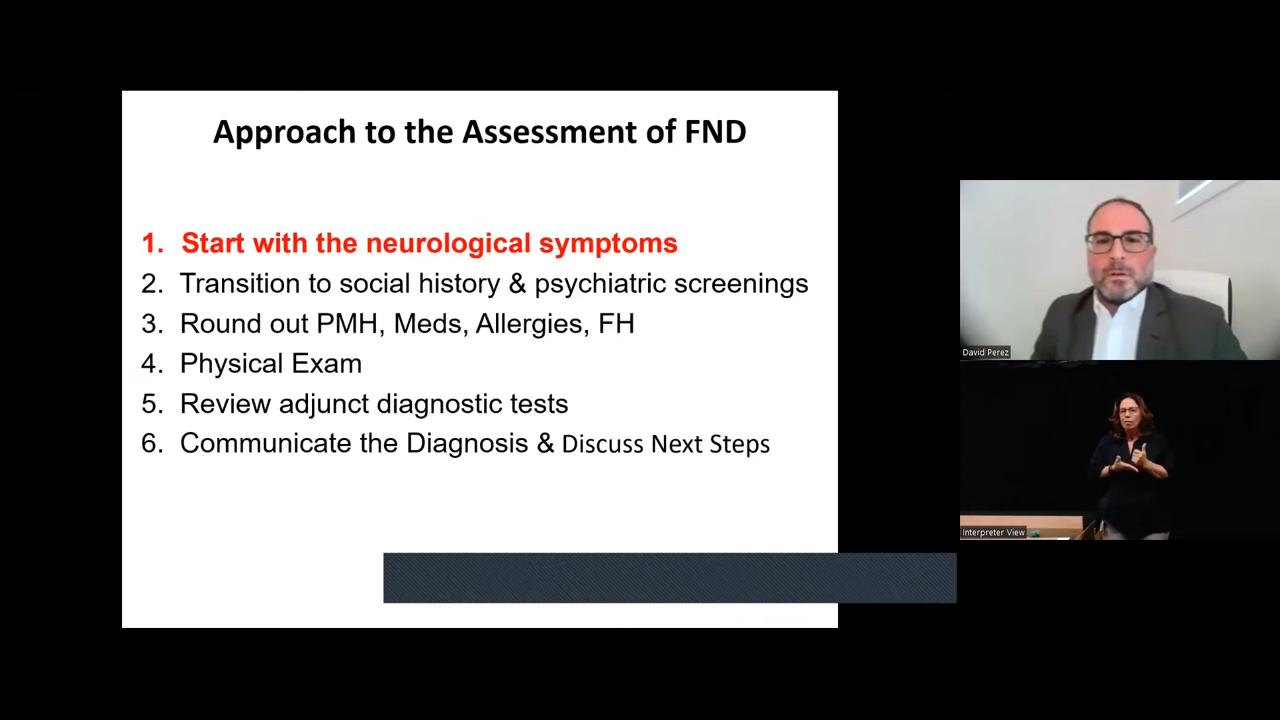 Approach to the Assessment of FND
1. Start with the neurological symptoms
2. Transition to social history & psychiatric screenings
3. Round out PMH, Meds, Allergies, FH
4. Physical Exam
5. Review adjunct diagnostic tests
6. Communicate the Diagnosis & Discuss Next Steps
David Perez
Interpreter View